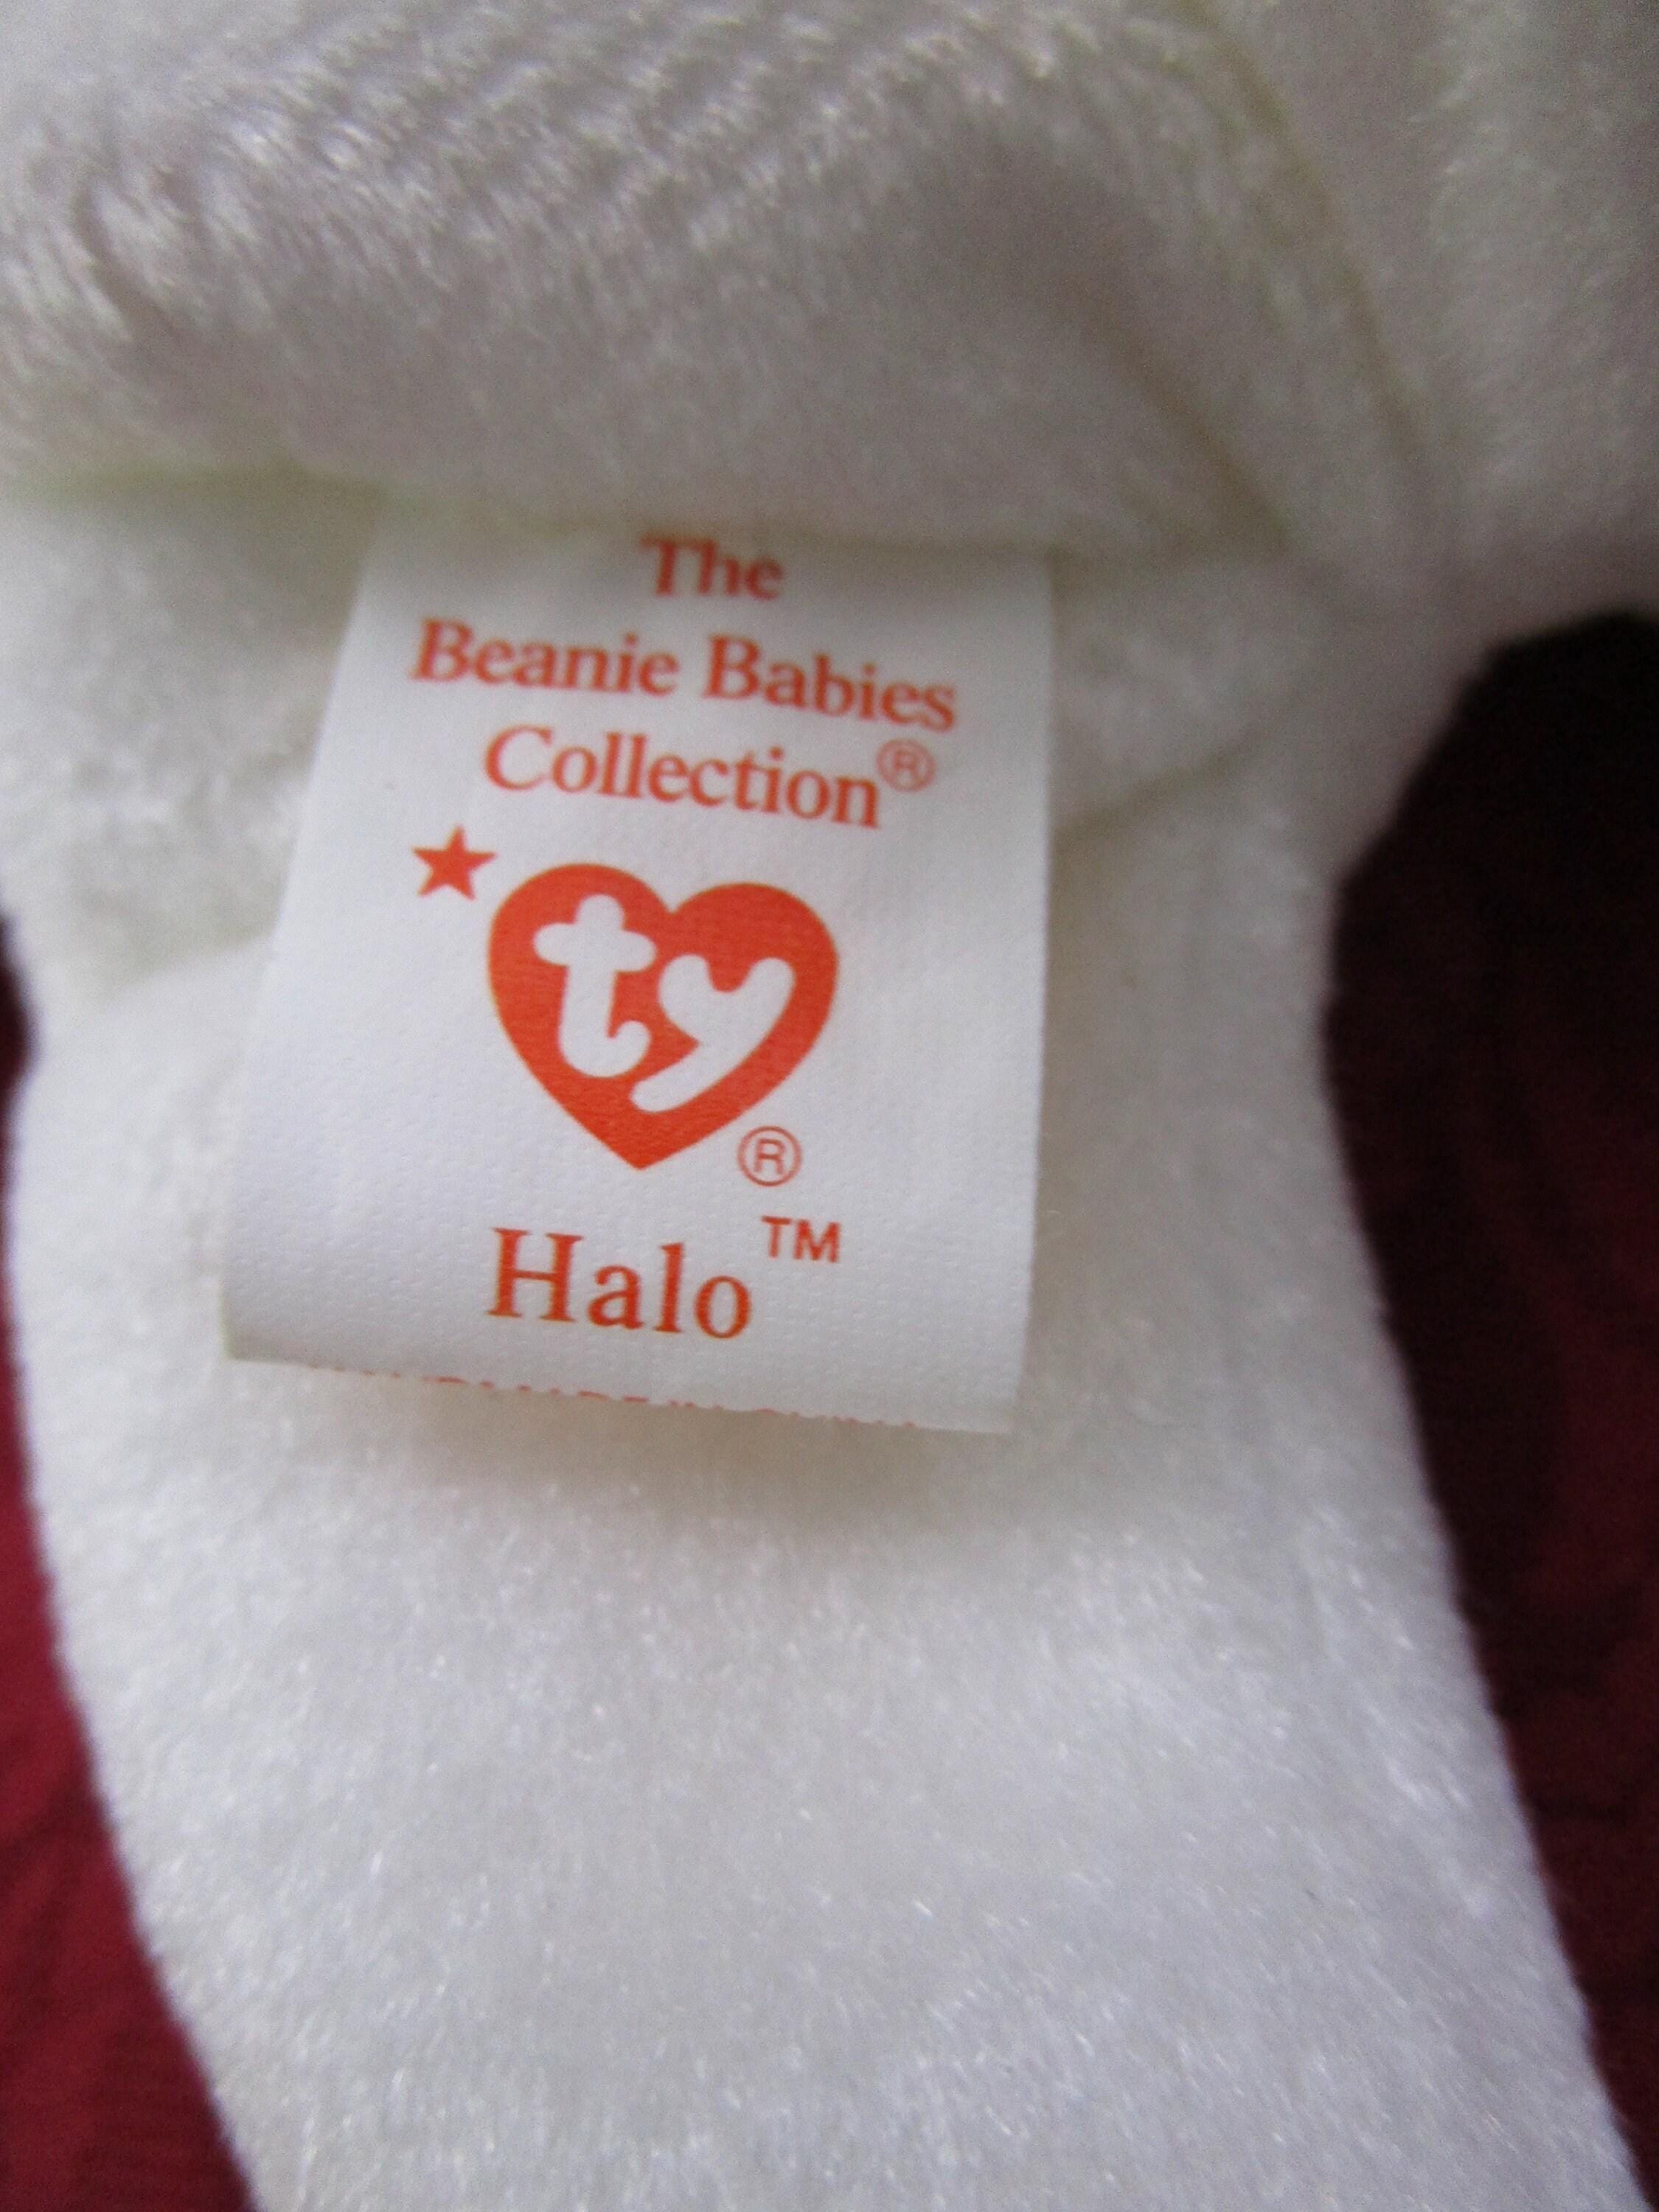 The
Beanie Babies
Collection®
ty
®
Halo™